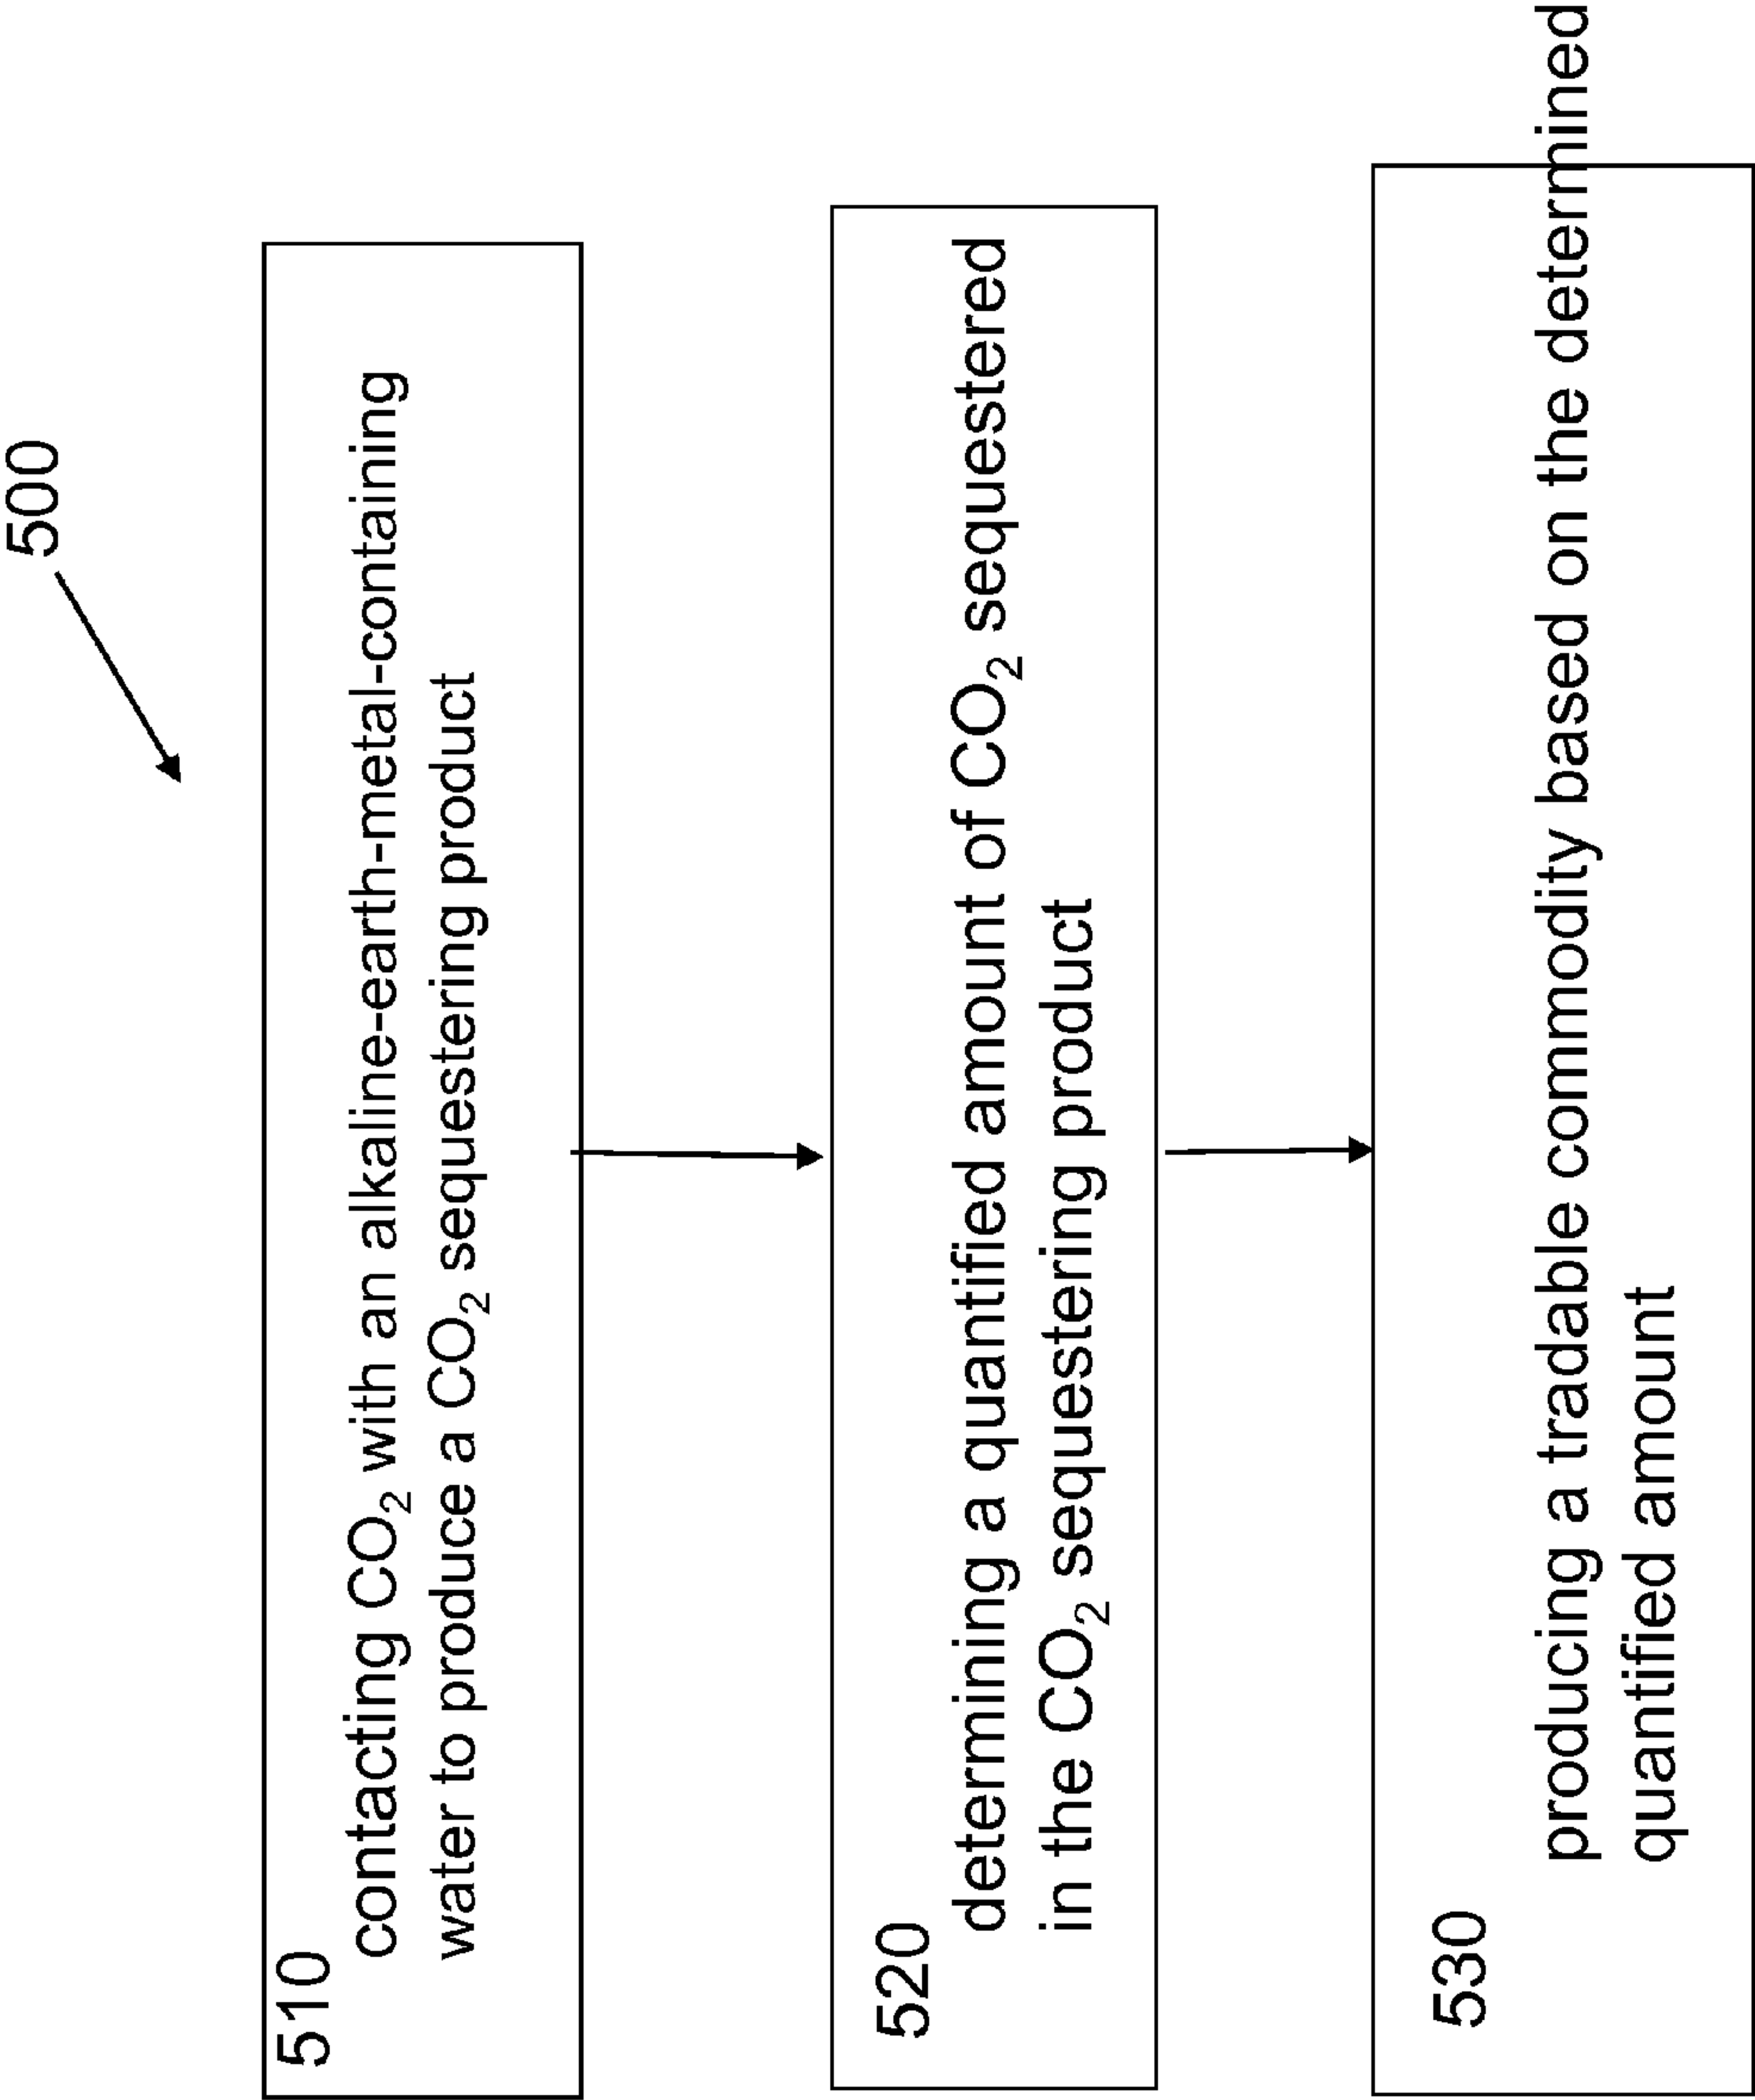 500
510
contacting CO₂ with an alkaline-earth-metal-containing
water to produce a CO₂ sequestering product
520
determining a quantified amount of CO₂ sequestered
in the CO₂ sequestering product
530
producing a tradable commodity based on the determined
quantified amount